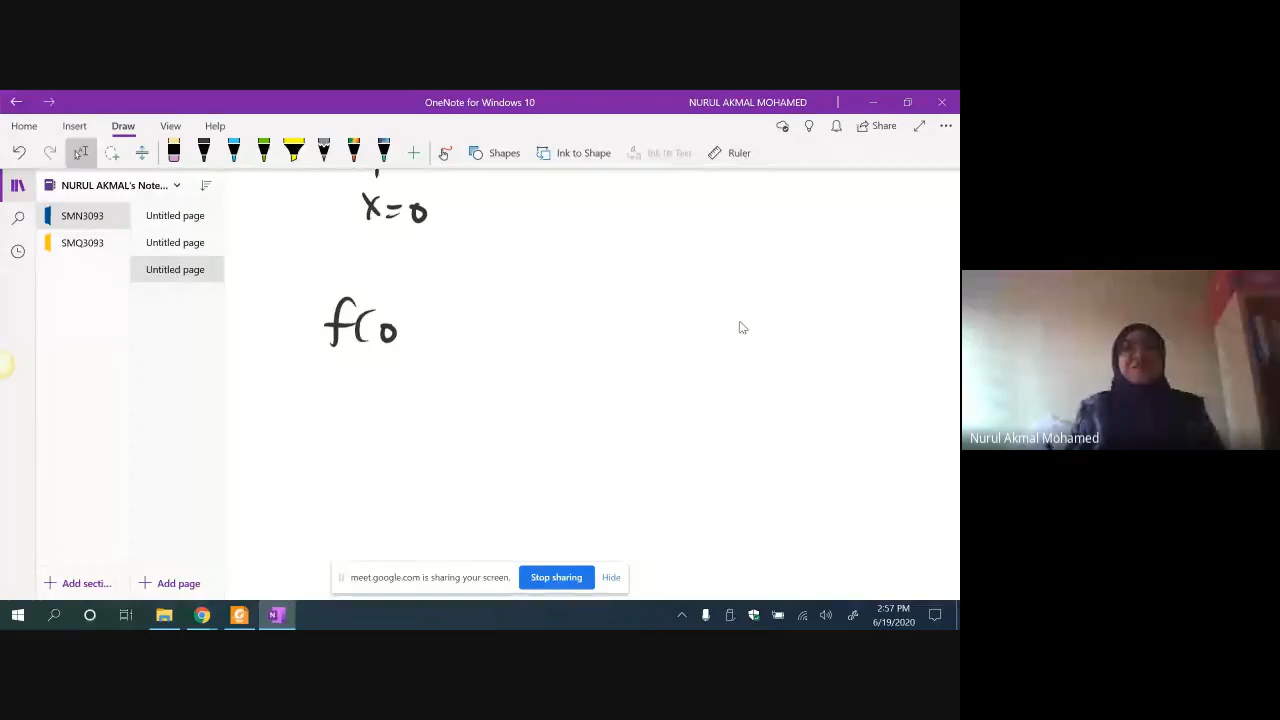 OneNote for Windows 10
NURUL AKMAL MOHAMED
Home Insert Draw View Help
Share
Shapes Ink to Shape Ink to Text Ruler
NURUL AKMAL's Note...
SMN3093
SMQ3093
Untitled page
Untitled page
Untitled page
x=0
f(0
Nurul Akmal Mohamed
meet.google.com is sharing your screen. Stop sharing Hide
Add secti... Add page
2:57 PM
6/19/2020